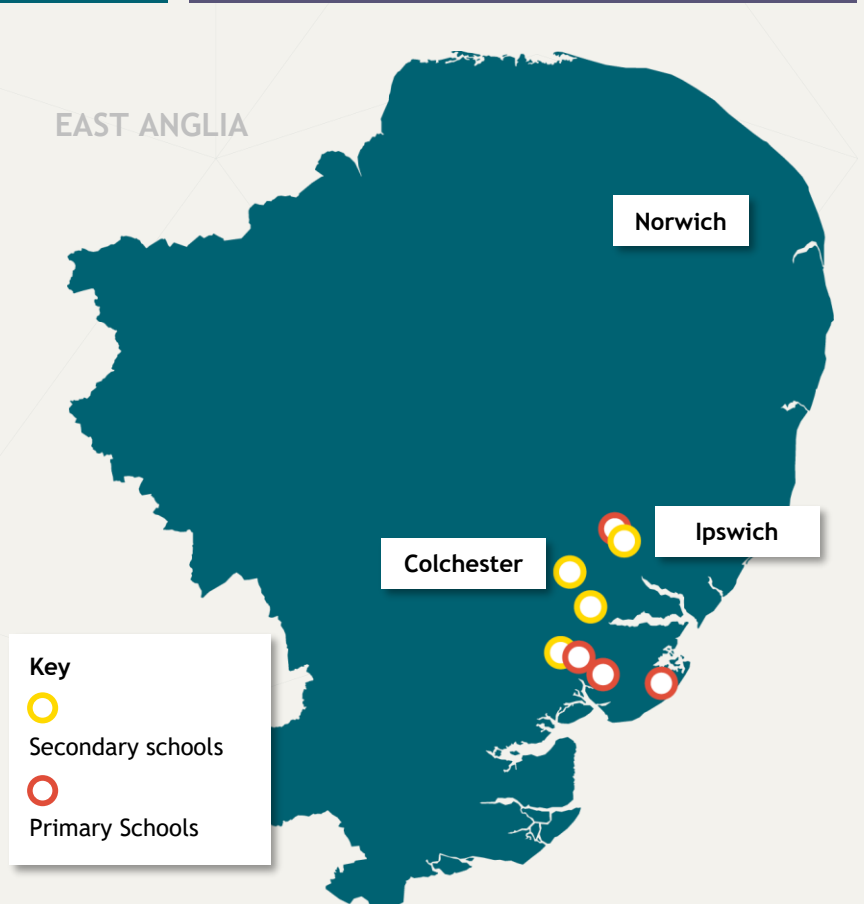 EAST ANGLIA
Norwich
Ipswich
Colchester
Key
Secondary schools
Primary Schools